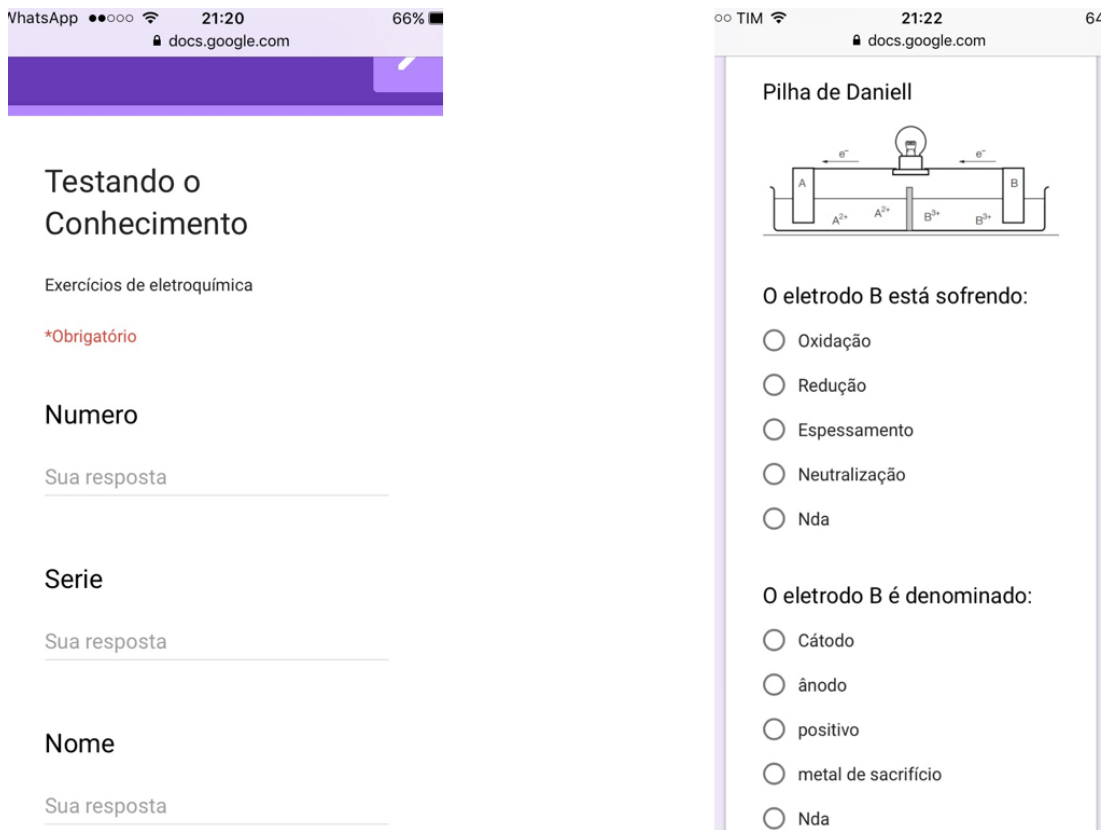 WhatsApp 21:20 66%
docs.google.com
Testando o
Conhecimento
Exercícios de eletroquímica
*Obrigatório
Numero
Sua resposta
Serie
Sua resposta
Nome
Sua resposta
TIM 21:22 64
docs.google.com
Pilha de Daniell
e⁻ e⁻
A B
A²⁺ A²⁺ B³⁺ B³⁺
O eletrodo B está sofrendo:
Oxidação
Redução
Espessamento
Neutralização
Nda
O eletrodo B é denominado:
Cátodo
ânodo
positivo
metal de sacrifício
Nda